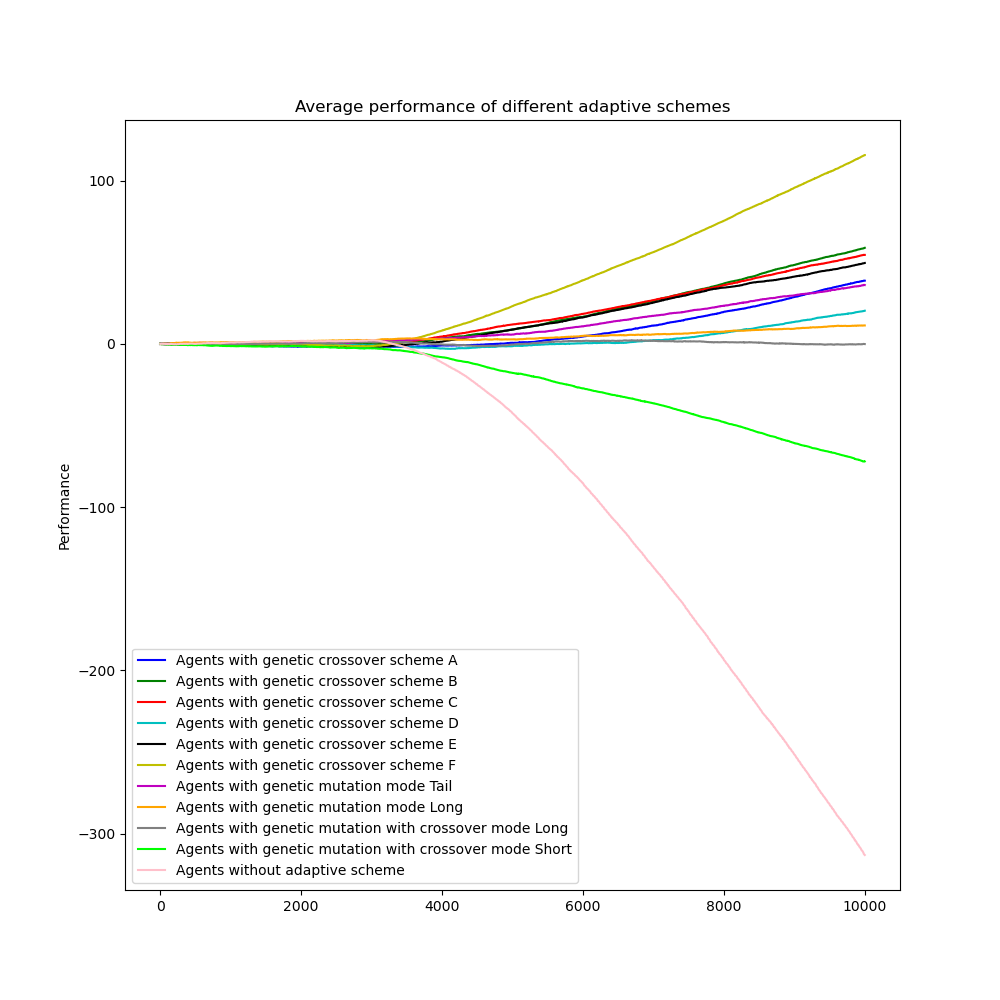 Average performance of different adaptive schemes
Performance
100
0
−100
−200
−300
0 2000 4000 6000 8000 10000
Agents with genetic crossover scheme A
Agents with genetic crossover scheme B
Agents with genetic crossover scheme C
Agents with genetic crossover scheme D
Agents with genetic crossover scheme E
Agents with genetic crossover scheme F
Agents with genetic mutation mode Tail
Agents with genetic mutation mode Long
Agents with genetic mutation with crossover mode Long
Agents with genetic mutation with crossover mode Short
Agents without adaptive scheme